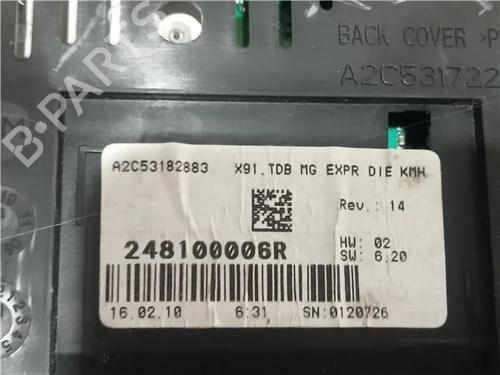 BACK COVER >P
A2C531722
A2C53182883 X91.TDB MG EXPR DIE KMH
Rev.: 14
248100006R
HW: 02
SW: 6.20
16.02.10 6:31 SN:0120726